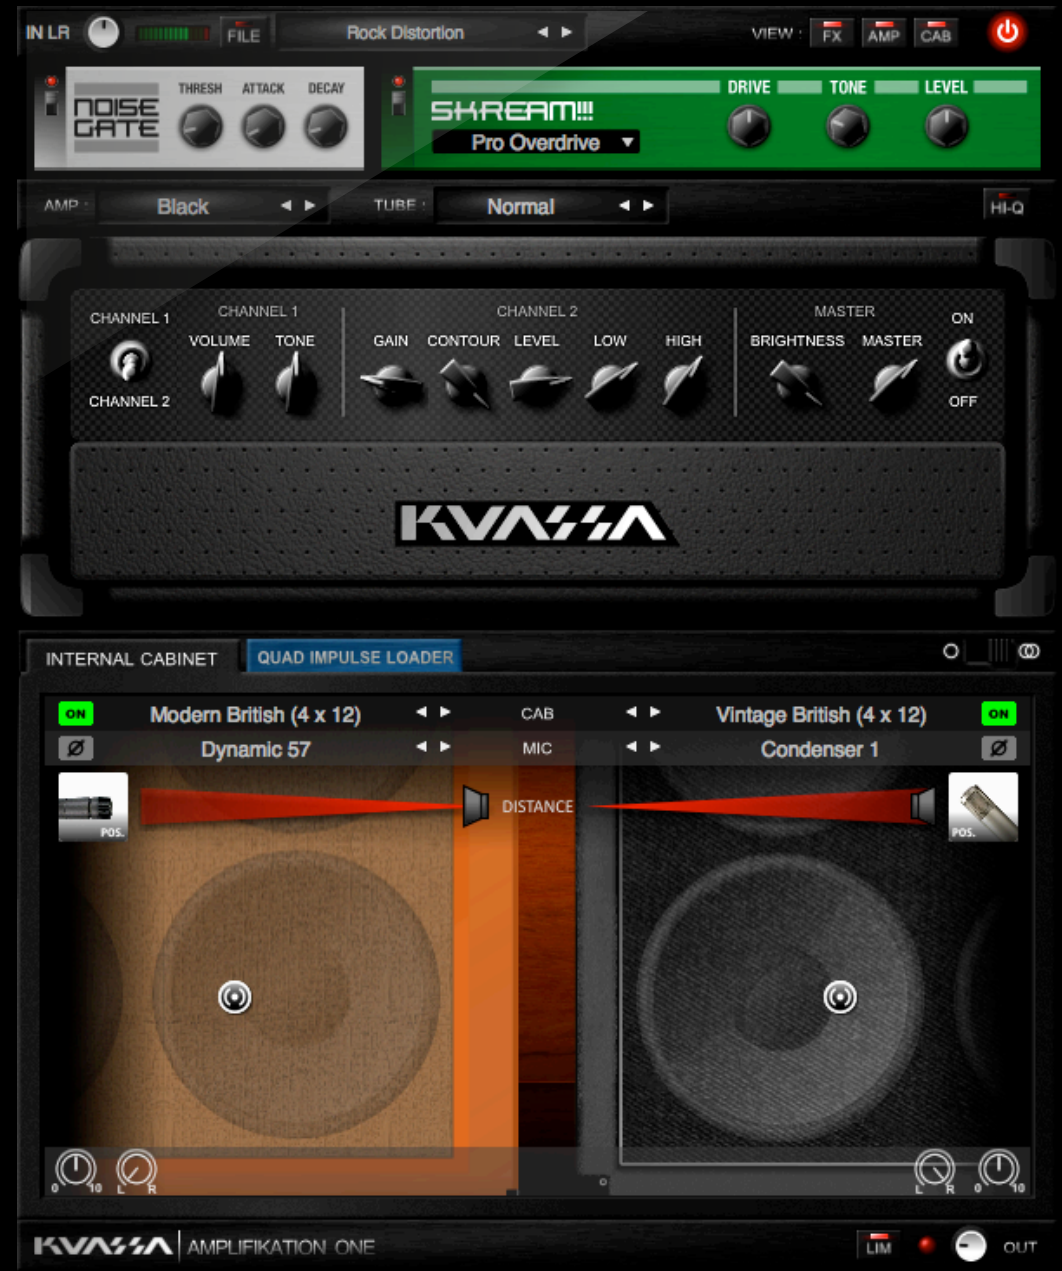 IN LR FILE Rock Distortion VIEW : FX AMP CAB
NOISE GATE THRESH ATTACK DECAY
SKREAM!!! DRIVE TONE LEVEL
Pro Overdrive
AMP : Black TUBE : Normal HI-Q
CHANNEL 1 CHANNEL 1 CHANNEL 2 MASTER ON
VOLUME TONE GAIN CONTOUR LEVEL LOW HIGH BRIGHTNESS MASTER
CHANNEL 2 OFF
KVASSA
INTERNAL CABINET QUAD IMPULSE LOADER
ON Modern British (4 x 12) CAB Vintage British (4 x 12) ON
Ø Dynamic 57 MIC Condenser 1 Ø
POS. DISTANCE POS.
0 10 L R L R 0 10
KVASSA AMPLIFIKATION ONE LIM OUT